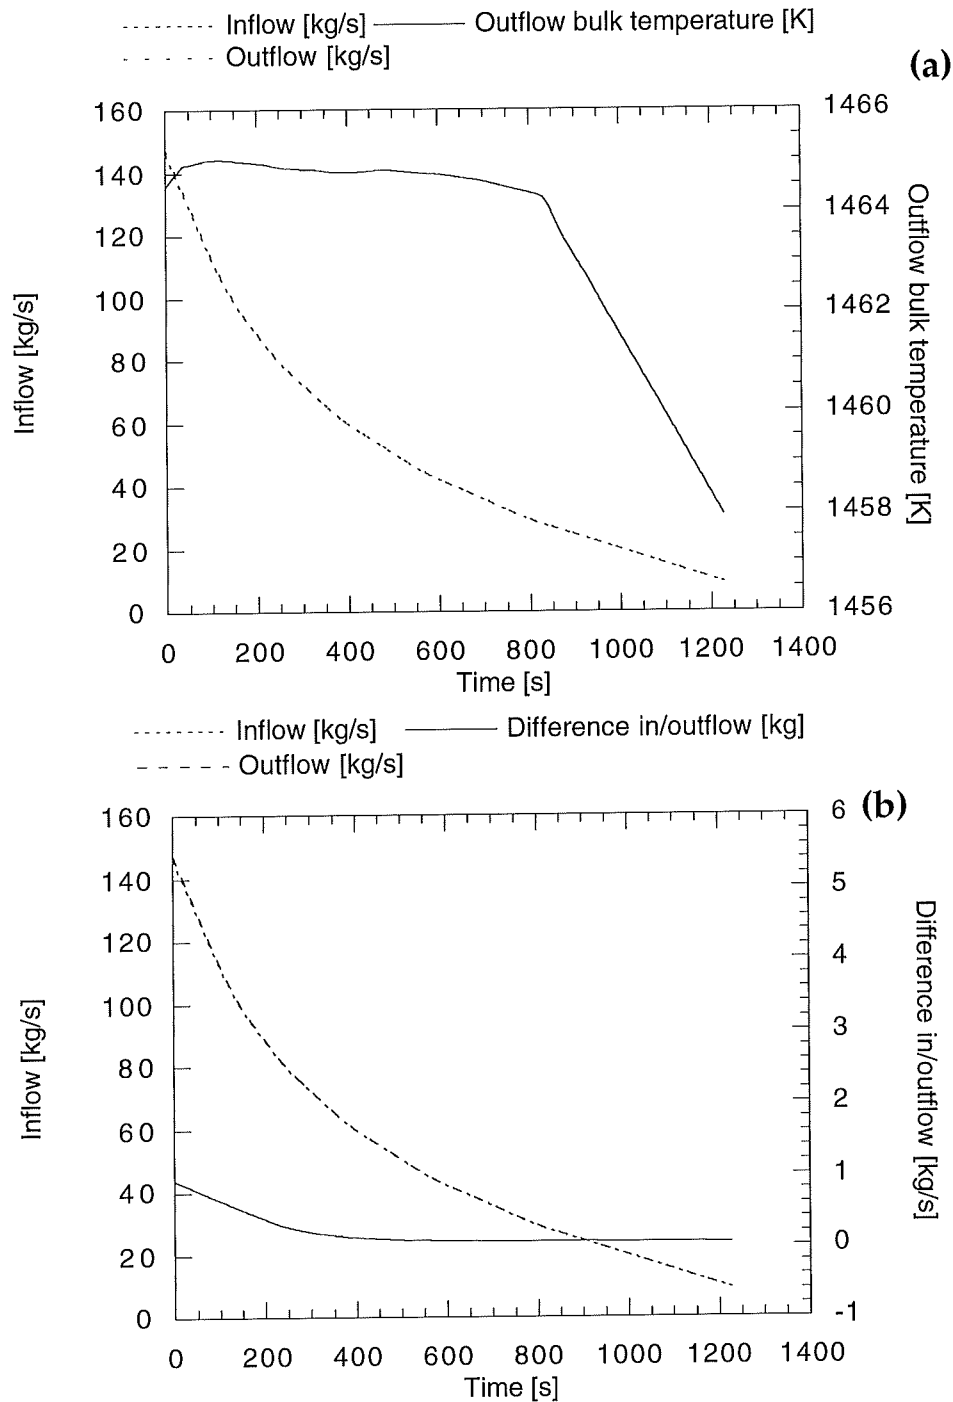 Inflow [kg/s] Outflow bulk temperature [K]
Outflow [kg/s]
(a)
160
140
120
100
80
60
40
20
0
Inflow [kg/s]
1466
1464
1462
1460
1458
1456
Outflow bulk temperature [K]
0 200 400 600 800 1000 1200 1400
Time [s]
Inflow [kg/s] Difference in/outflow [kg]
Outflow [kg/s]
(b)
160
140
120
100
80
60
40
20
0
Inflow [kg/s]
6
5
4
3
2
1
0
-1
Difference in/outflow [kg/s]
0 200 400 600 800 1000 1200 1400
Time [s]